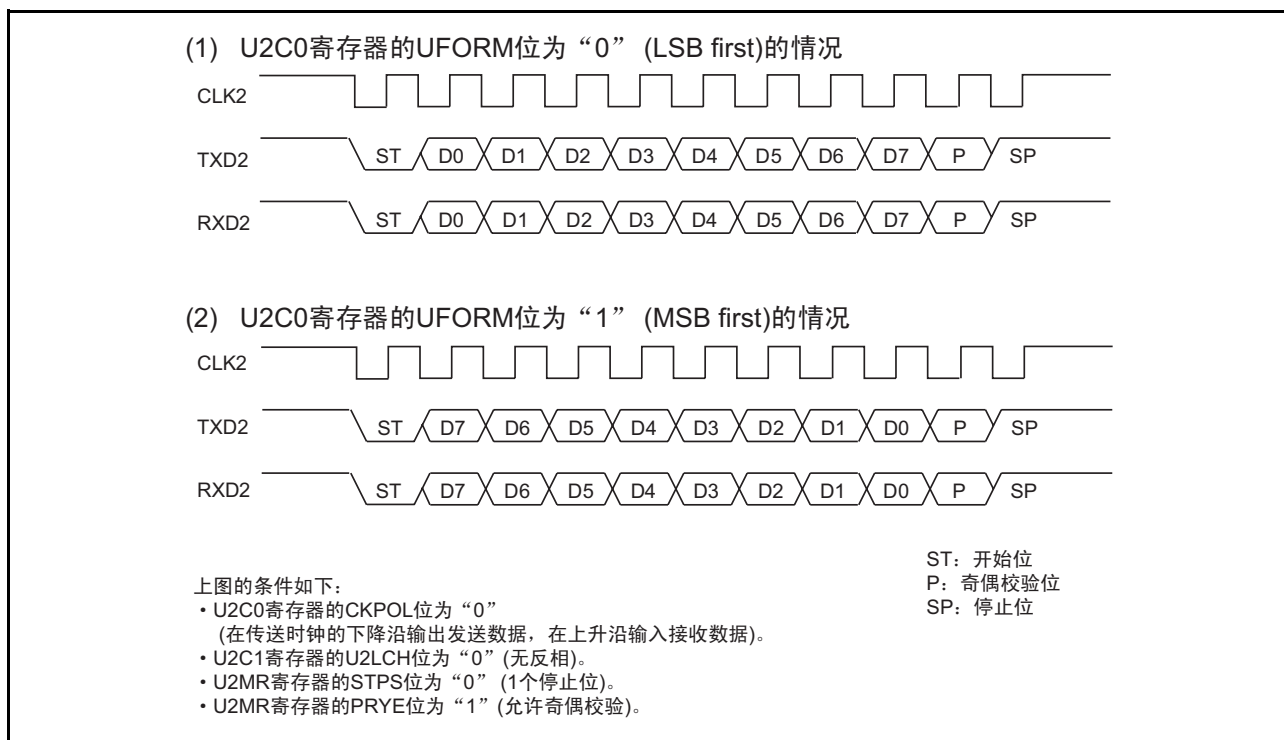 (1) U2C0寄存器的UFORM位为“0” (LSB first)的情况
CLK2
TXD2 ST D0 D1 D2 D3 D4 D5 D6 D7 P SP
RXD2 ST D0 D1 D2 D3 D4 D5 D6 D7 P SP
(2) U2C0寄存器的UFORM位为“1” (MSB first)的情况
CLK2
TXD2 ST D7 D6 D5 D4 D3 D2 D1 D0 P SP
RXD2 ST D7 D6 D5 D4 D3 D2 D1 D0 P SP
ST：开始位
P：奇偶校验位
SP：停止位
上图的条件如下：
・U2C0寄存器的CKPOL位为“0”
(在传送时钟的下降沿输出发送数据，在上升沿输入接收数据)。
・U2C1寄存器的U2LCH位为“0” (无反相)。
・U2MR寄存器的STPS位为“0” (1个停止位)。
・U2MR寄存器的PRYE位为“1” (允许奇偶校验)。